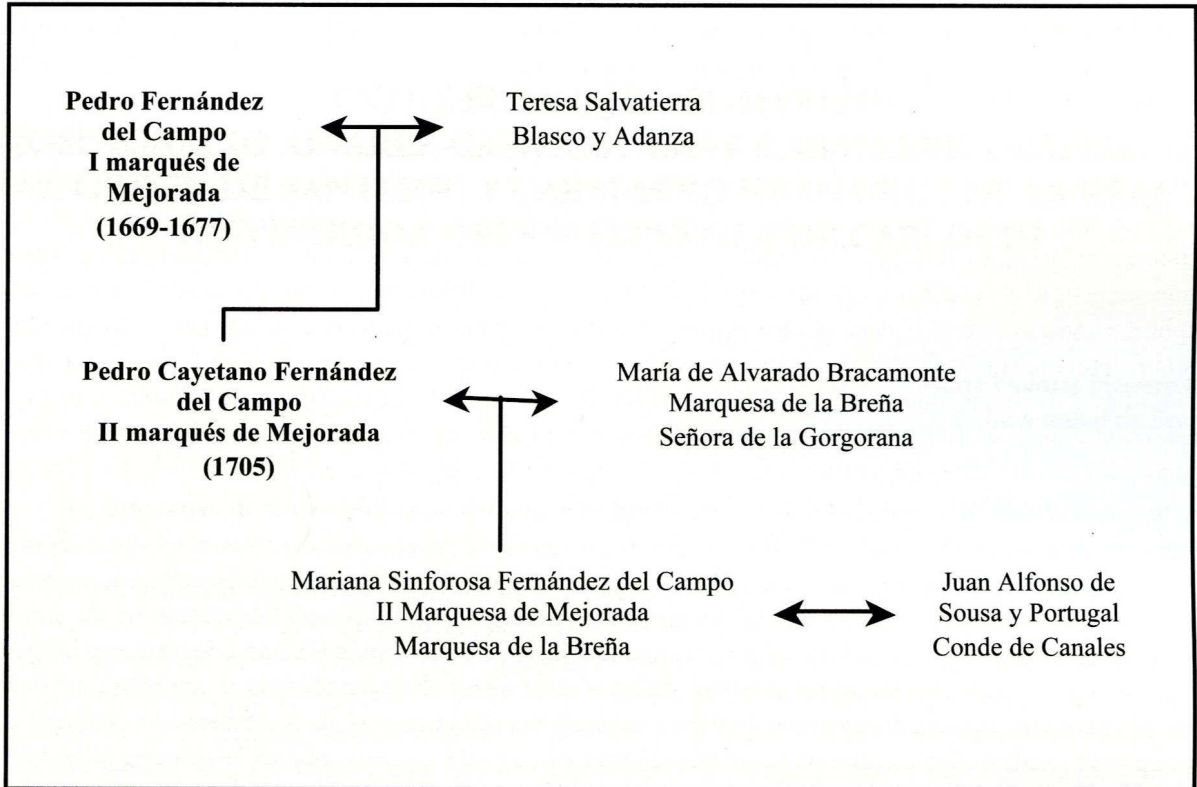 Pedro Fernández
del Campo
I marqués de
Mejorada
(1669-1677)
Teresa Salvatierra
Blasco y Adanza
Pedro Cayetano Fernández
del Campo
II marqués de Mejorada
(1705)
María de Alvarado Bracamonte
Marquesa de la Breña
Señora de la Gorgorana
Mariana Sinforosa Fernández del Campo
II Marquesa de Mejorada
Marquesa de la Breña
Juan Alfonso de
Sousa y Portugal
Conde de Canales